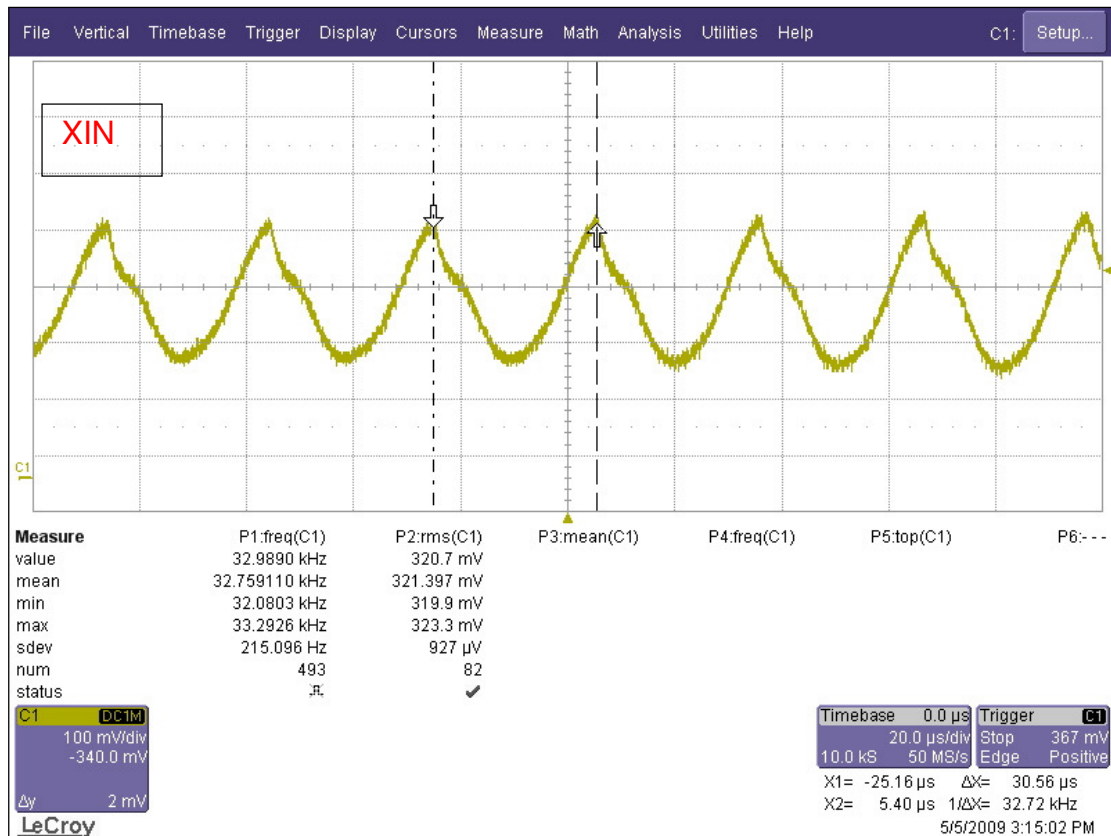 File Vertical Timebase Trigger Display Cursors Measure Math Analysis Utilities Help C1: Setup...
XIN
C1
Measure P1:freq(C1) P2:rms(C1) P3:mean(C1) P4:freq(C1) P5:top(C1) P6:- - -
value 32.9890 kHz 320.7 mV
mean 32.759110 kHz 321.397 mV
min 32.0803 kHz 319.9 mV
max 33.2926 kHz 323.3 mV
sdev 215.096 Hz 927 µV
num 493 82
status
C1 DC1M
100 mV/div
-340.0 mV
Δy 2 mV
LeCroy
Timebase 0.0 µs
20.0 µs/div
10.0 kS 50 MS/s
Trigger C1
Stop 367 mV
Edge Positive
X1= -25.16 µs ΔX= 30.56 µs
X2= 5.40 µs 1/ΔX= 32.72 kHz
5/5/2009 3:15:02 PM